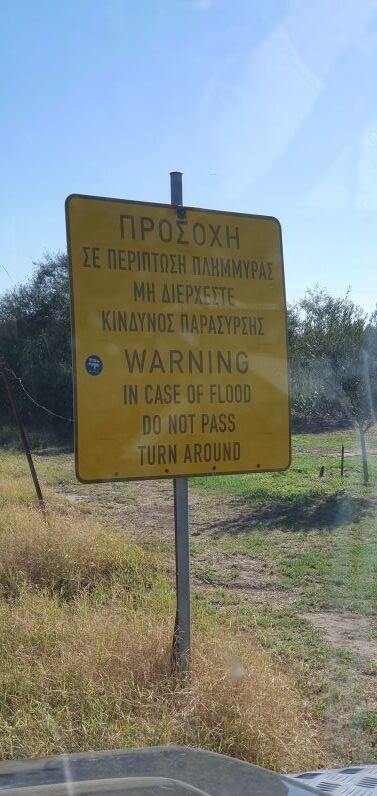 ΠΡΟΣΟΧΗ
ΣΕ ΠΕΡΙΠΤΩΣΗ ΠΛΗΜΜΥΡΑΣ
ΜΗ ΔΙΕΡΧΕΣΤΕ
ΚΙΝΔΥΝΟΣ ΠΑΡΑΣΥΡΣΗΣ
WARNING
IN CASE OF FLOOD
DO NOT PASS
TURN AROUND